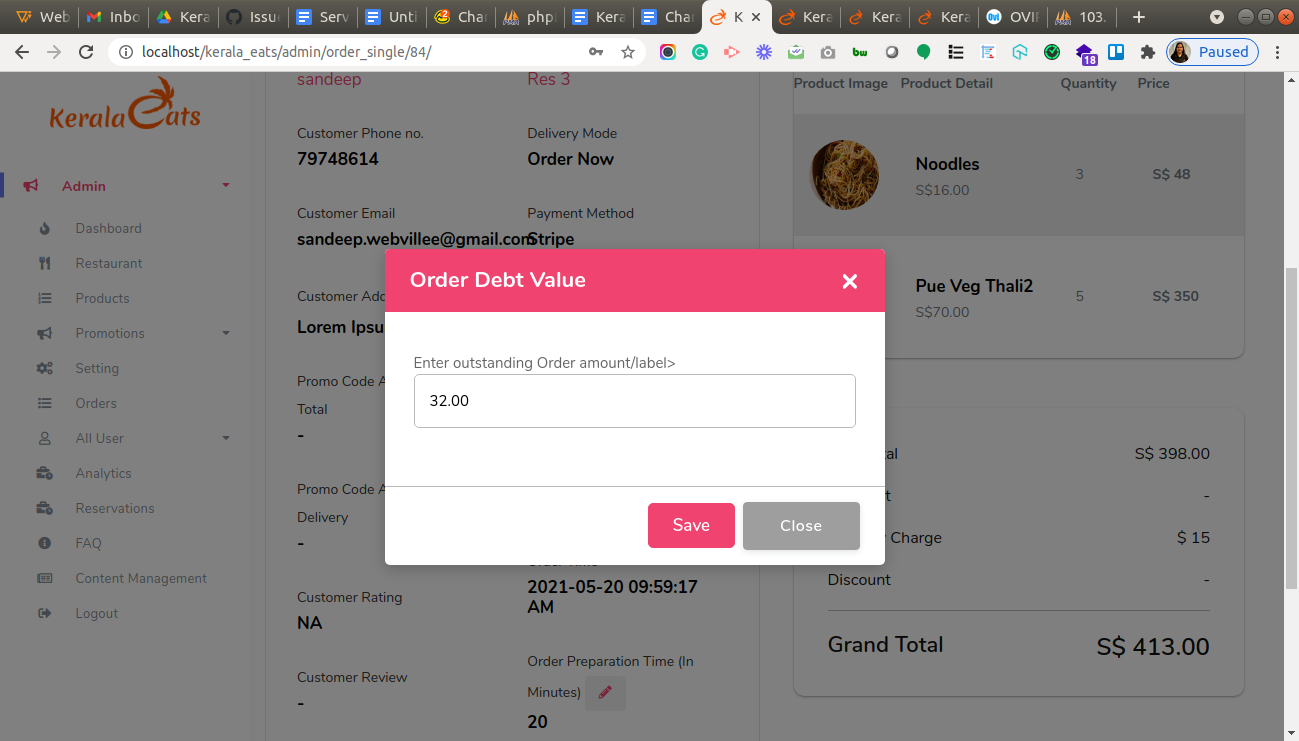 Web
Inbo
Kera
Issu
Serv
Unti
Char
php
Kera
Char
K
Kera
Kera
Kera
OVIF
103.
localhost/kerala_eats/admin/order_single/84/
18
Paused
Kerala Eats
Admin
Dashboard
Restaurant
Products
Promotions
Setting
Orders
All User
Analytics
Reservations
FAQ
Content Management
Logout
sandeep
Res 3
Customer Phone no.
79748614
Delivery Mode
Order Now
Customer Email
sandeep.webvillee@gmail.com
Payment Method
Stripe
Customer Add
Lorem Ipsu
Promo Code A
Total
-
Promo Code A
Delivery
-
Customer Rating
NA
Customer Review
-
2021-05-20 09:59:17
AM
Order Preparation Time (In
Minutes)
20
Order Debt Value
Enter outstanding Order amount/label>
32.00
Save
Close
Product Image
Product Detail
Quantity
Price
Noodles
S$16.00
3
S$ 48
Pue Veg Thali2
S$70.00
5
S$ 350
al
S$ 398.00
t
-
Charge
$ 15
Discount
-
Grand Total
S$ 413.00